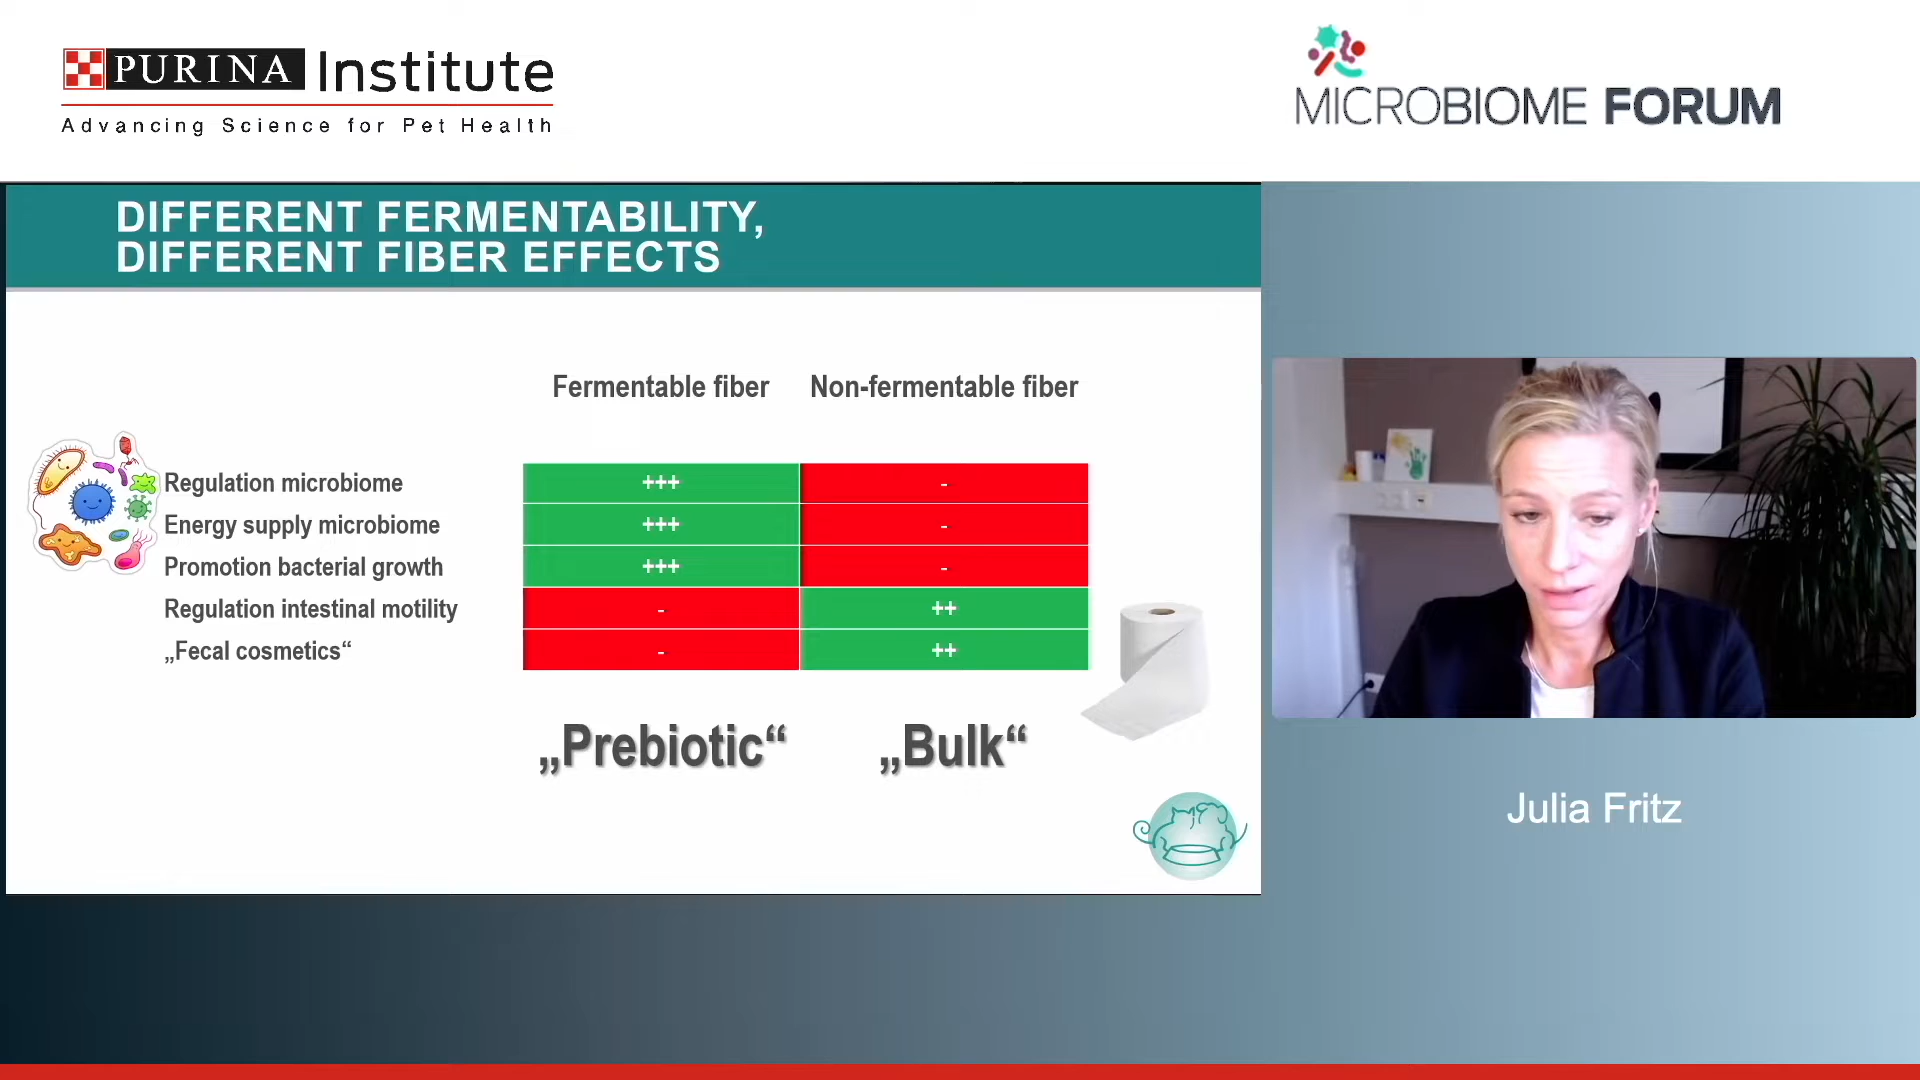 PURINA Institute
Advancing Science for Pet Health
MICROBIOME FORUM
DIFFERENT FERMENTABILITY,
DIFFERENT FIBER EFFECTS
Fermentable fiber Non-fermentable fiber
Regulation microbiome +++ -
Energy supply microbiome +++ -
Promotion bacterial growth +++ -
Regulation intestinal motility - ++
„Fecal cosmetics“ - ++
„Prebiotic“ „Bulk“
Julia Fritz